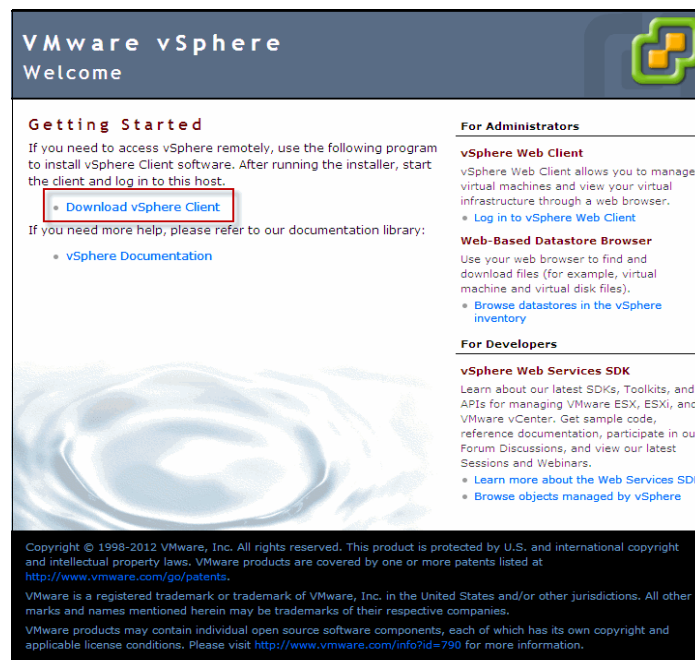 VMware vSphere
Welcome
Getting Started
If you need to access vSphere remotely, use the following program
to install vSphere Client software. After running the installer, start
the client and log in to this host.
Download vSphere Client
If you need more help, please refer to our documentation library:
vSphere Documentation
For Administrators
vSphere Web Client
vSphere Web Client allows you to manage
virtual machines and view your virtual
infrastructure through a web browser.
Log in to vSphere Web Client
Web-Based Datastore Browser
Use your web browser to find and
download files (for example, virtual
machine and virtual disk files).
Browse datastores in the vSphere
inventory
For Developers
vSphere Web Services SDK
Learn about our latest SDKs, Toolkits, and
APIs for managing VMware ESX, ESXi, and
VMware vCenter. Get sample code,
reference documentation, participate in ou
Forum Discussions, and view our latest
Sessions and Webinars.
Learn more about the Web Services SD
Browse objects managed by vSphere
Copyright © 1998-2012 VMware, Inc. All rights reserved. This product is protected by U.S. and international copyright
and intellectual property laws. VMware products are covered by one or more patents listed at
http://www.vmware.com/go/patents.
VMware is a registered trademark or trademark of VMware, Inc. in the United States and/or other jurisdictions. All other
marks and names mentioned herein may be trademarks of their respective companies.
VMware products may contain individual open source software components, each of which has its own copyright and
applicable license conditions. Please visit http://www.vmware.com/info?id=790 for more information.